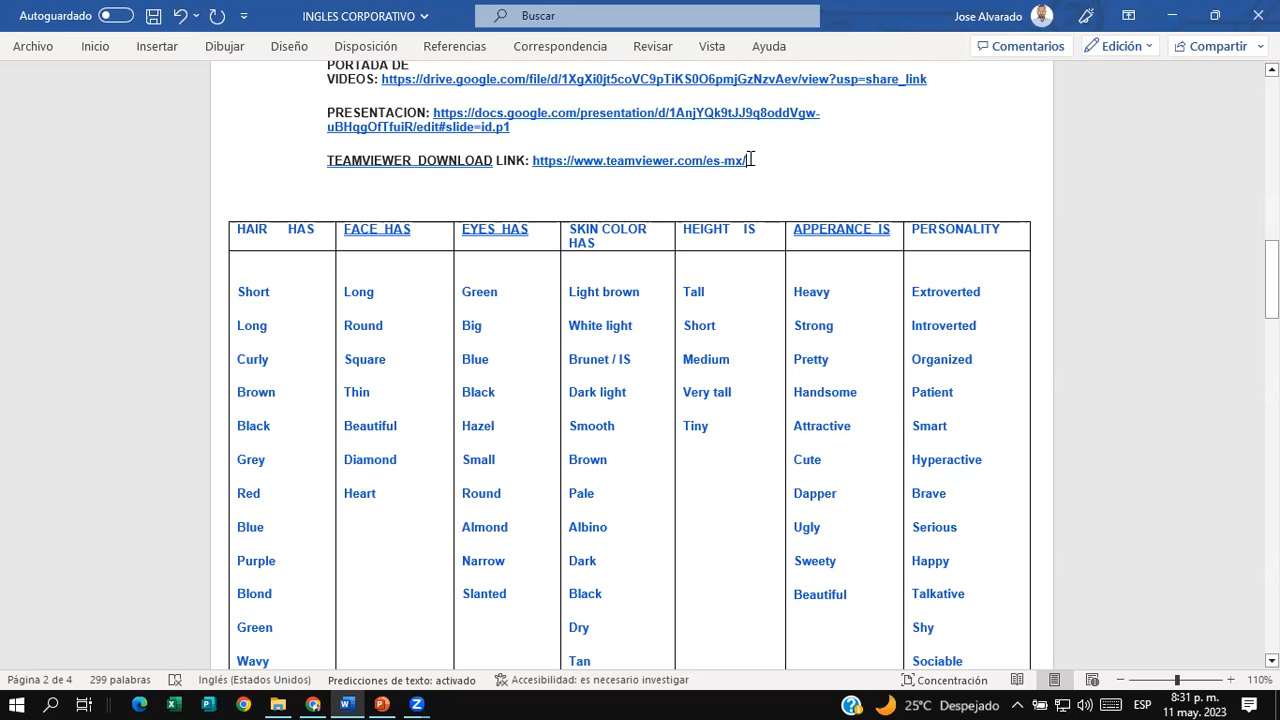 Autoguardado
INGLES CORPORATIVO
Buscar
Jose Alvarado
Archivo Inicio Insertar Dibujar Diseño Disposición Referencias Correspondencia Revisar Vista Ayuda Comentarios Edición Compartir
PORTADA DE
VIDEOS: https://drive.google.com/file/d/1XgXi0jt5coVC9pTiKS0O6pmjGzNzvAev/view?usp=share_link
PRESENTACION: https://docs.google.com/presentation/d/1AnjYQk9tJJ9q8oddVgw-
uBHqgOfTfuiR/edit#slide=id.p1
TEAMVIEWER DOWNLOAD LINK: https://www.teamviewer.com/es-mx/
HAIR HAS FACE HAS EYES HAS SKIN COLOR HEIGHT IS APPERANCE IS PERSONALITY
HAS
Short Long Green Light brown Tall Heavy Extroverted
Long Round Big White light Short Strong Introverted
Curly Square Blue Brunet / IS Medium Pretty Organized
Brown Thin Black Dark light Very tall Handsome Patient
Black Beautiful Hazel Smooth Tiny Attractive Smart
Grey Diamond Small Brown Cute Hyperactive
Red Heart Round Pale Dapper Brave
Blue Almond Albino Ugly Serious
Purple Narrow Dark Sweety Happy
Blond Slanted Black Beautiful Talkative
Green Dry Shy
Wavy Tan Sociable
Página 2 de 4 299 palabras Inglés (Estados Unidos) Predicciones de texto: activado Accesibilidad: es necesario investigar Concentración 110%
25°C Despejado ESP 8:31 p. m.
11 may. 2023